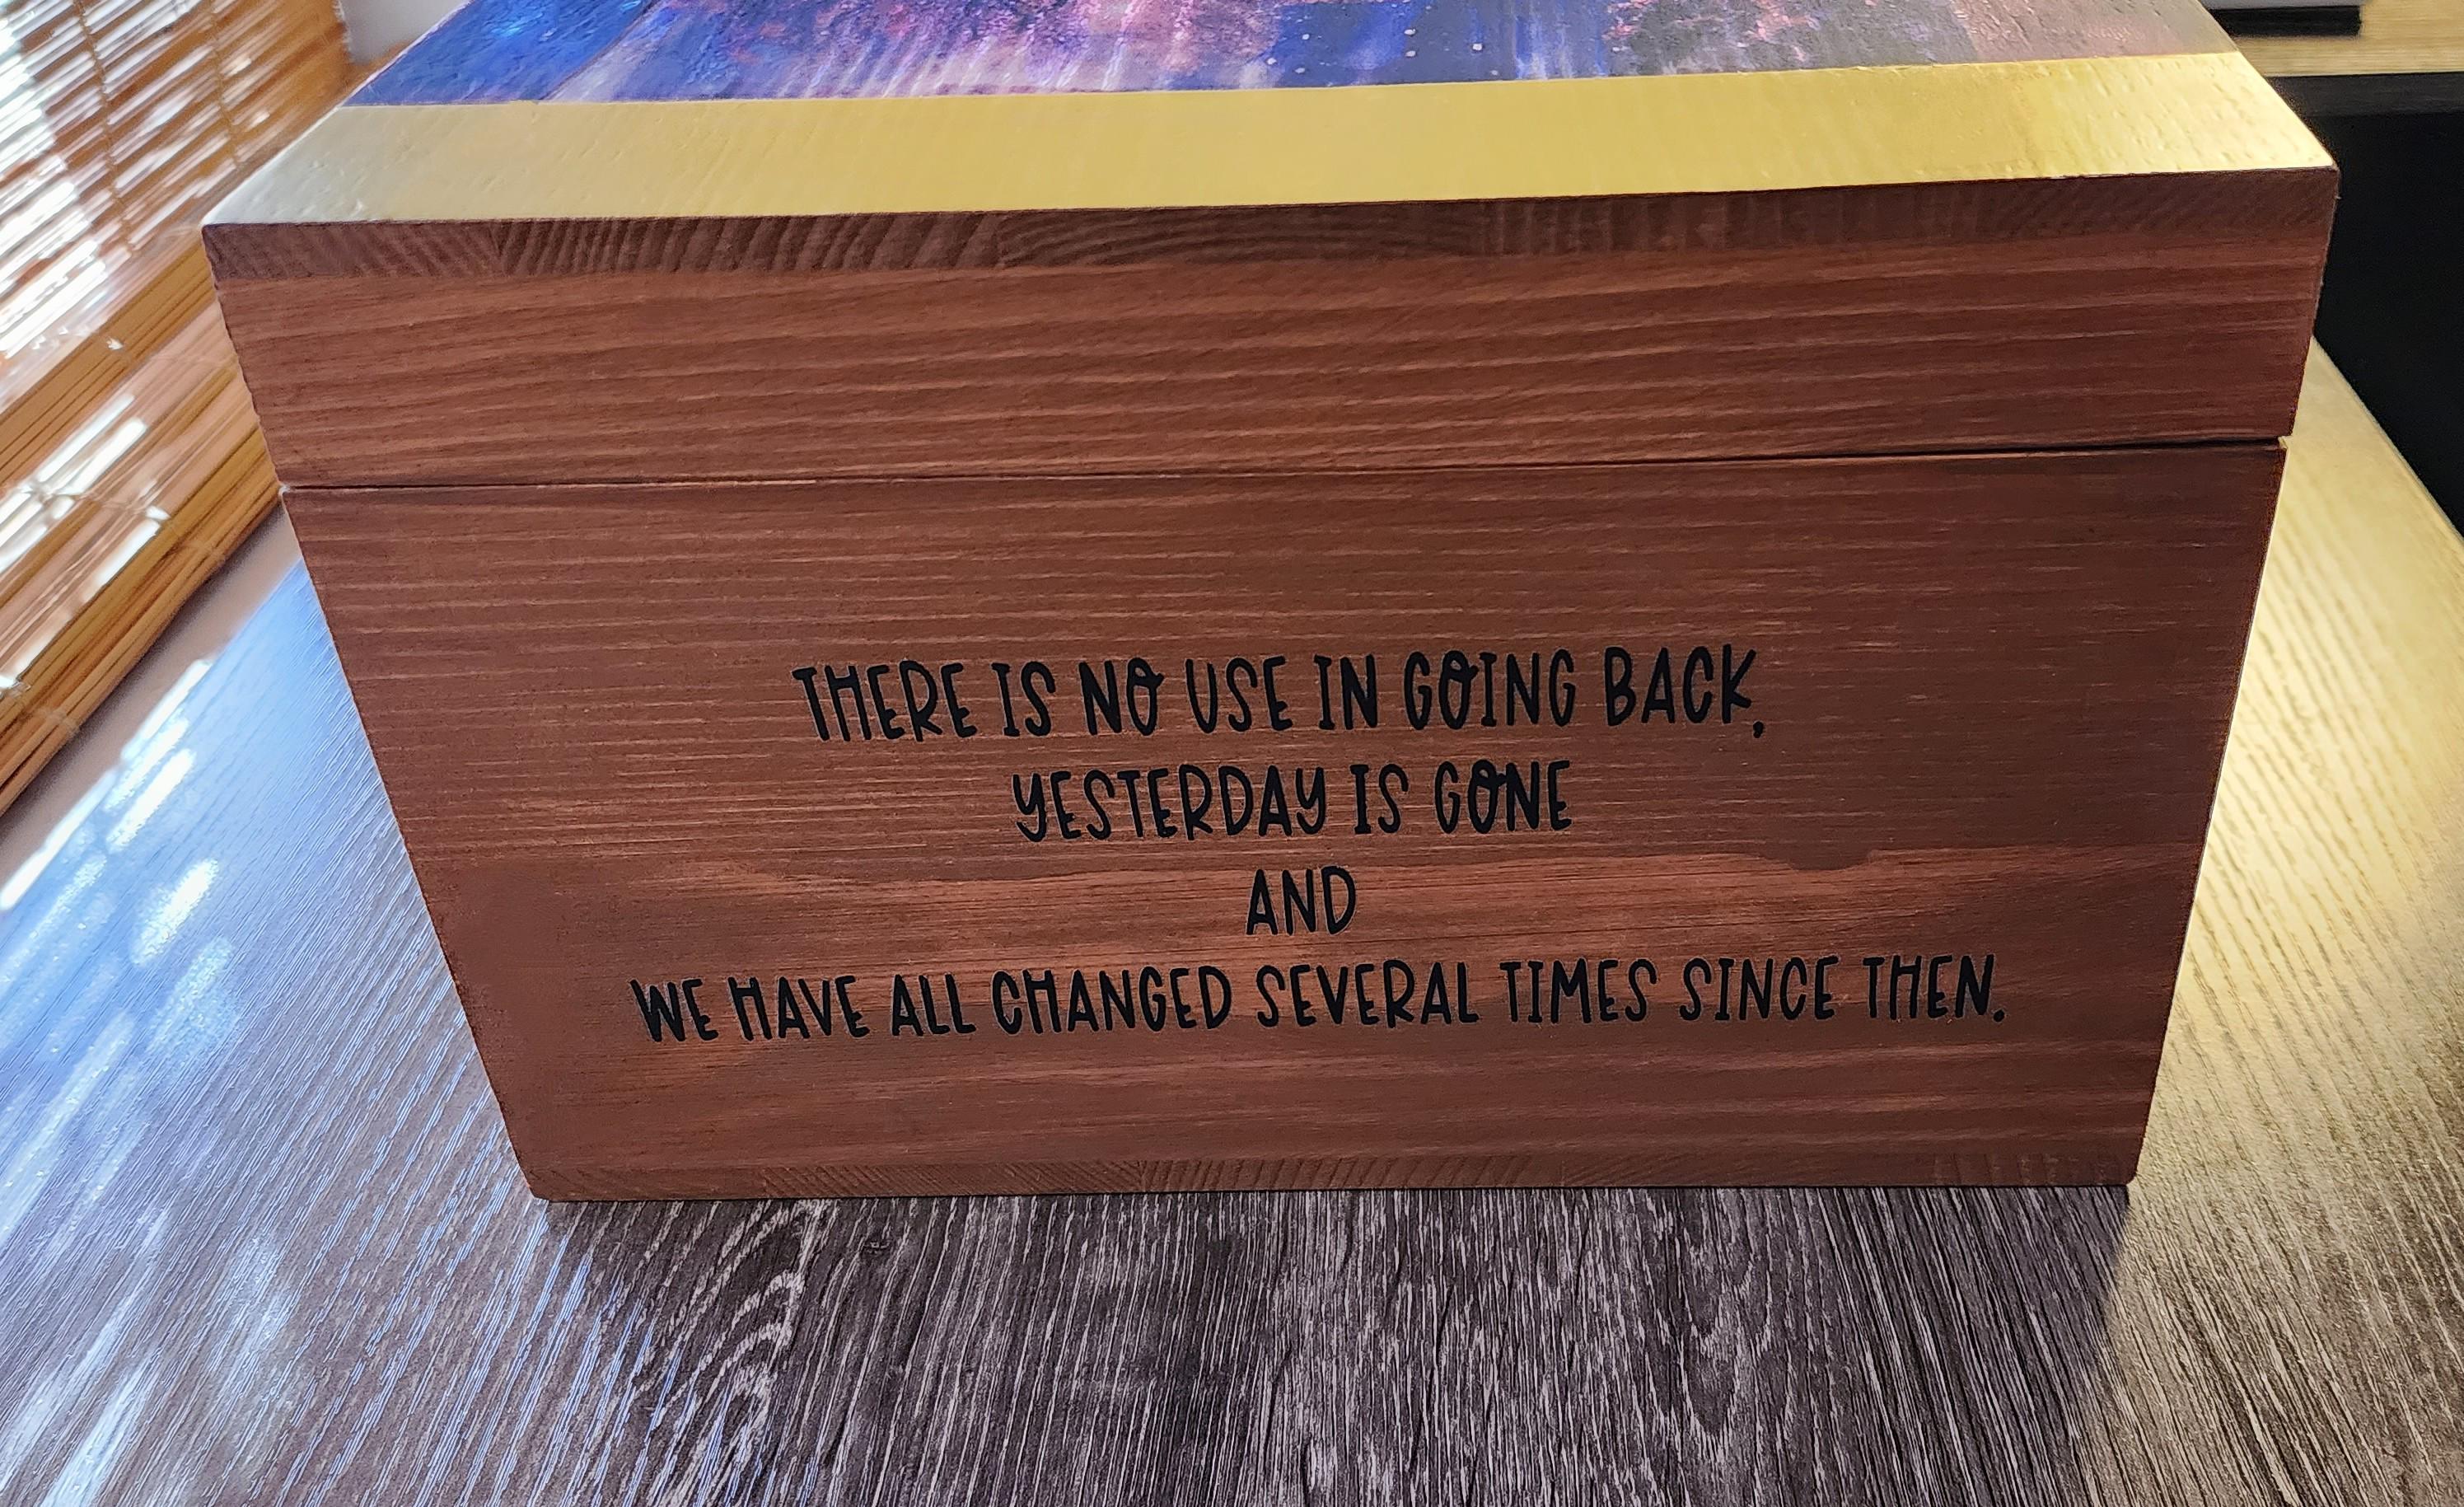 THERE IS NO USE IN GOING BACK,
YESTERDAY IS GONE
AND
WE HAVE ALL CHANGED SEVERAL TIMES SINCE THEN.